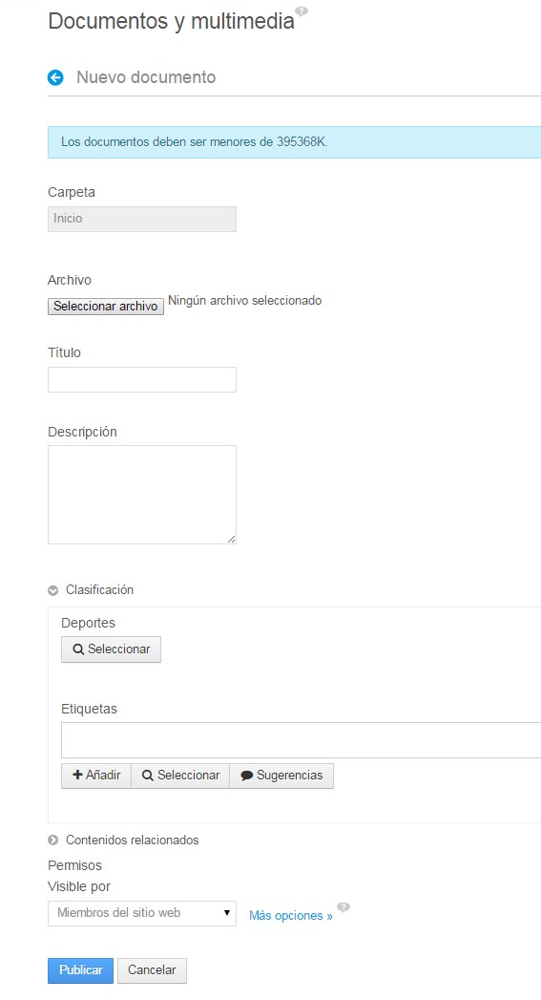 Documentos y multimedia
Nuevo documento
Los documentos deben ser menores de 395368K.
Carpeta
Inicio
Archivo
Seleccionar archivo Ningún archivo seleccionado
Título
Descripción
Clasificación
Deportes
Seleccionar
Etiquetas
Añadir Seleccionar Sugerencias
Contenidos relacionados
Permisos
Visible por
Miembros del sitio web Más opciones »
Publicar Cancelar